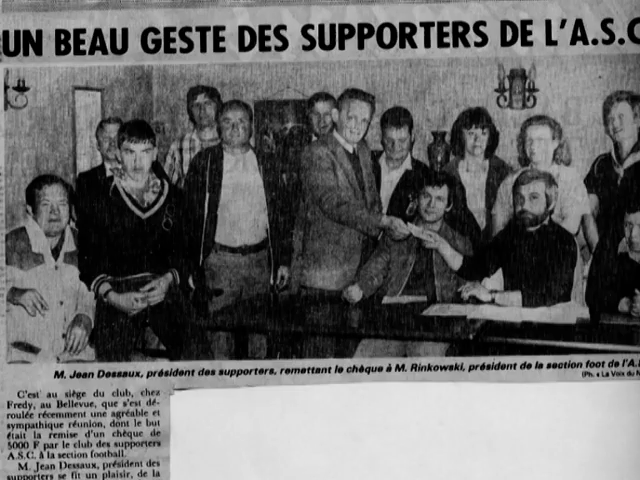 UN BEAU GESTE DES SUPPORTERS DE L'A.S.C
M. Jean Dessaux, président des supporters, remettant le chèque à M. Rinkowski, président de la section foot de l'A.
(Ph. « La Voix du N
C'est au siège du club, chez
Fredy, au Bellevue, que s'est dé-
roulée récemment une agréable et
sympathique réunion, dont le but
était la remise d'un chèque de
5000 F par le club des supporters
A.S.C. à la section football.
M. Jean Dessaux, président des
supporters se fit un plaisir, de la